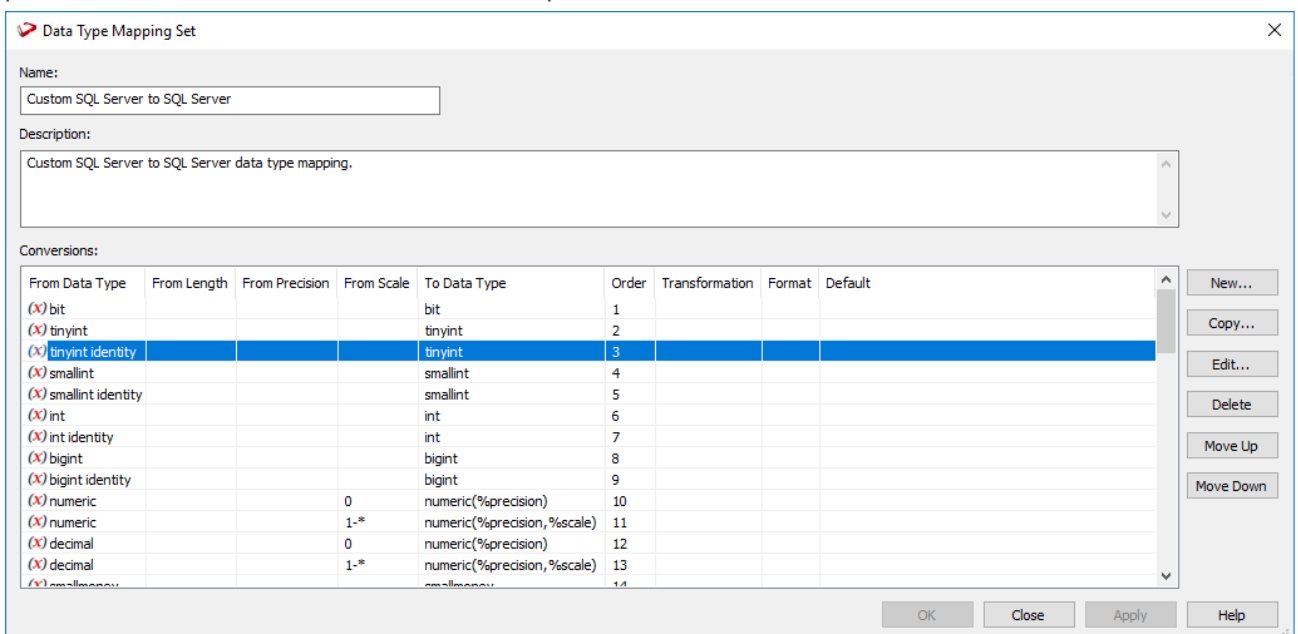 Data Type Mapping Set
Name:
Custom SQL Server to SQL Server
Description:
Custom SQL Server to SQL Server data type mapping.
Conversions:
From Data Type From Length From Precision From Scale To Data Type Order Transformation Format Default
(x) bit bit 1
(x) tinyint tinyint 2
(x) tinyint identity tinyint 3
(x) smallint smallint 4
(x) smallint identity smallint 5
(x) int int 6
(x) int identity int 7
(x) bigint bigint 8
(x) bigint identity bigint 9
(x) numeric 0 numeric(%precision) 10
(x) numeric 1-* numeric(%precision,%scale) 11
(x) decimal 0 numeric(%precision) 12
(x) decimal 1-* numeric(%precision,%scale) 13
(x) smallmoney smallmoney 14
New...
Copy...
Edit...
Delete
Move Up
Move Down
OK Close Apply Help